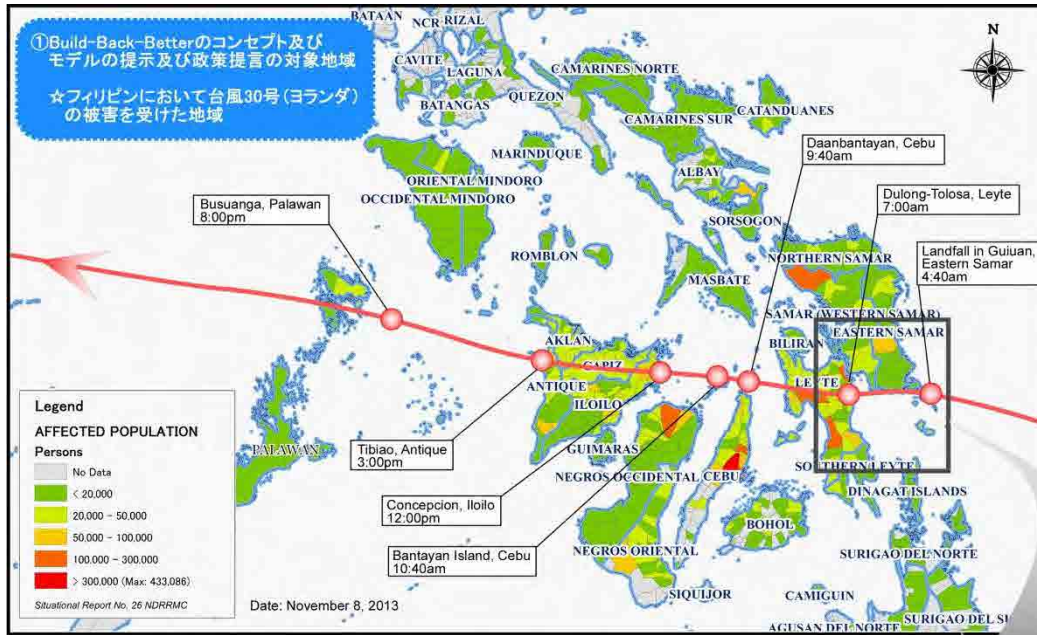 ①Build-Back-Betterのコンセプト及び
モデルの提示及び政策提言の対象地域
☆フィリピンにおいて台風30号(ヨランダ)
の被害を受けた地域
BATAAN
NCR
RIZAL
CAVITE
LAGUNA
BATANGAS
QUEZON
CAMARINES NORTE
CAMARINES SUR
CATANDUANES
N
MARINDUQUE
ALBAY
Daanbantayan, Cebu
9:40am
ORIENTAL MINDORO
OCCIDENTAL MINDORO
Busuanga, Palawan
8:00pm
SORSOGON
Dulong-Tolosa, Leyte
7:00am
ROMBLON
MASBATE
NORTHERN SAMAR
Landfall in Guiuan,
Eastern Samar
4:40am
SAMAR (WESTERN SAMAR)
EASTERN SAMAR
BILIRAN
AKLAN
CAPIZ
ANTIQUE
LEYTE
ILOILO
Legend
AFFECTED POPULATION
Persons
No Data
< 20,000
20,000 - 50,000
50,000 - 100,000
100,000 - 300,000
> 300,000 (Max: 433,086)
Situational Report No. 26 NDRRMC
PALAWAN
Tibiao, Antique
3:00pm
GUIMARAS
NEGROS OCCIDENTAL
CEBU
SOUTHERN LEYTE
DINAGAT ISLANDS
Concepcion, Iloilo
12:00pm
BOHOL
Bantayan Island, Cebu
10:40am
NEGROS ORIENTAL
SURIGAO DEL NORTE
SIQUIJOR
CAMIGUIN
Date: November 8, 2013
AGUSAN DEL NORTE
SURIGAO DEL SU